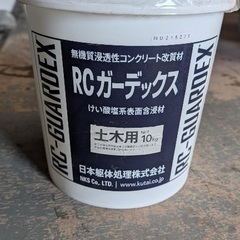 無機質浸透性コンクリート改質材
RCガーデックス
けい酸塩系表面含浸材
土木用
NET
10kg
日本躯体処理株式会社
NKS Co., LTD. www.kutai.co.jp
RC-GUARDEX
RC-GUARDEX